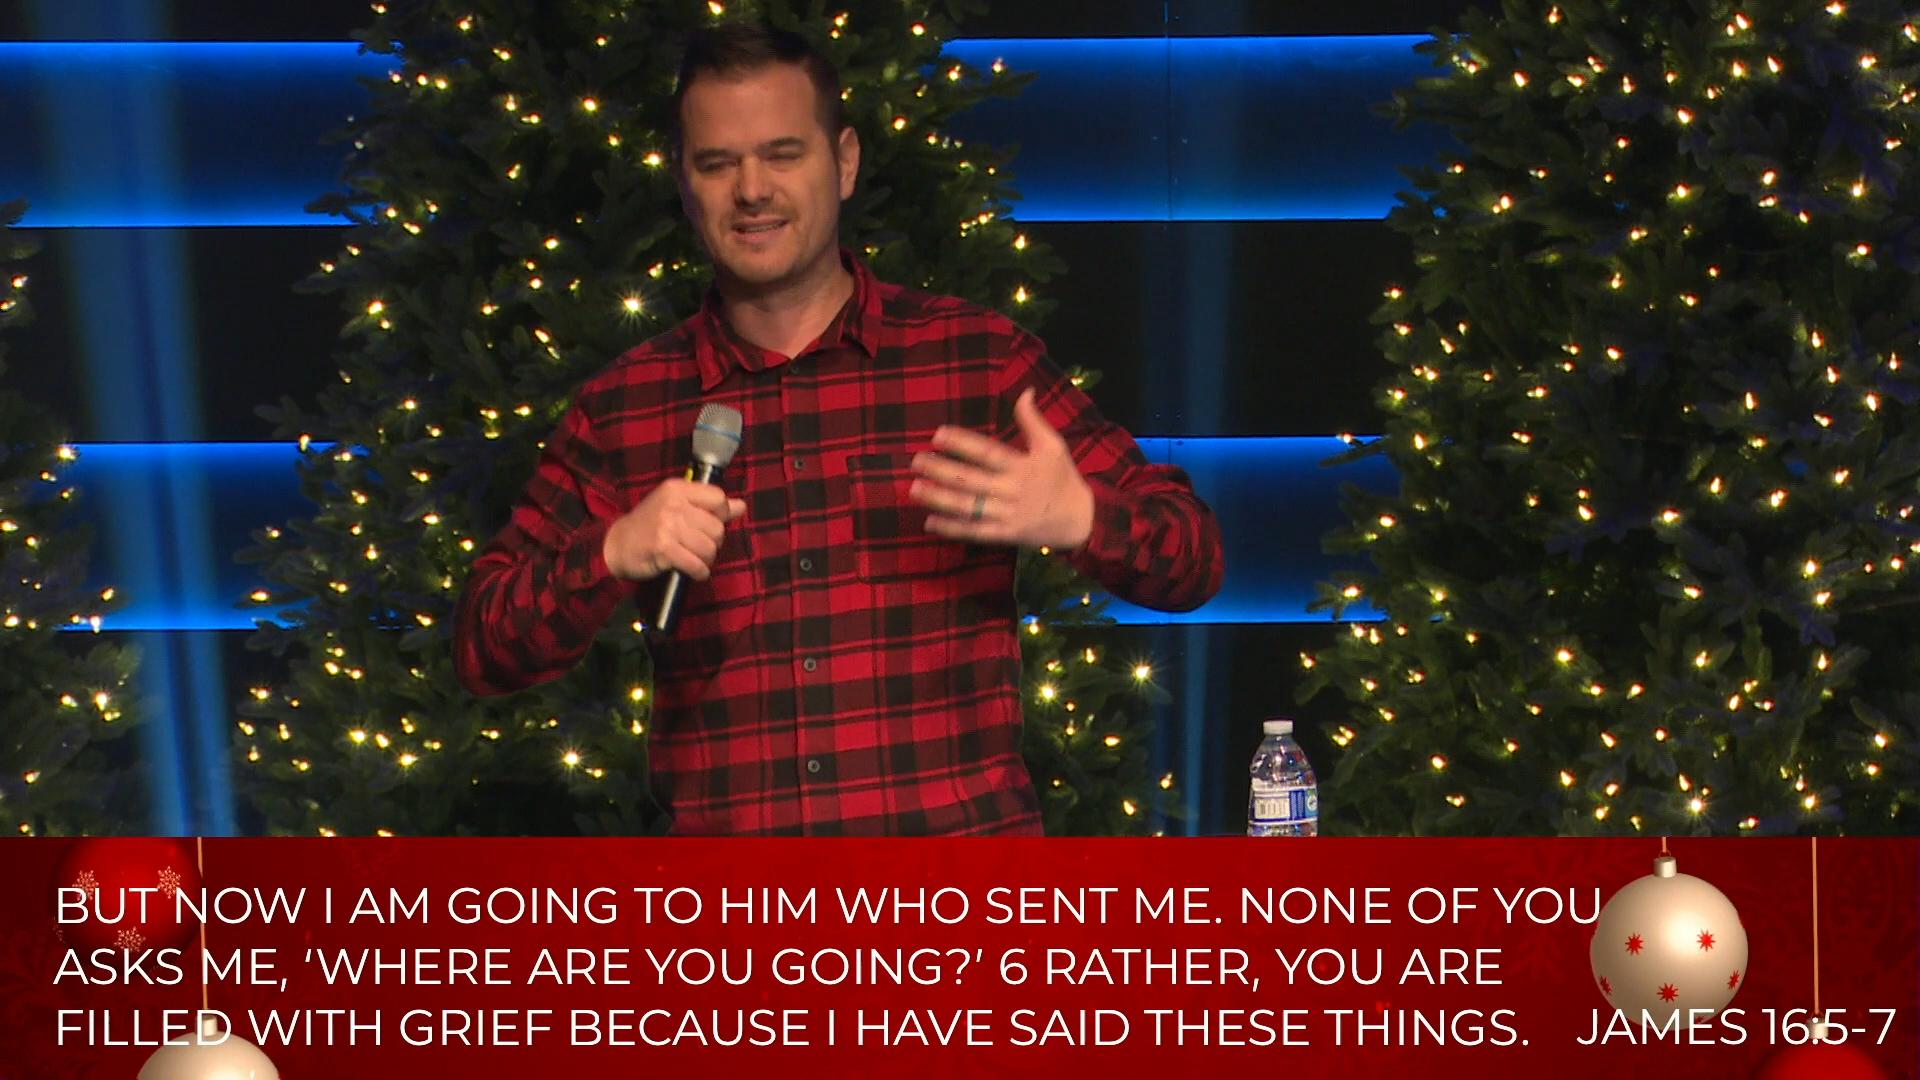 BUT NOW I AM GOING TO HIM WHO SENT ME. NONE OF YOU
ASKS ME, ‘WHERE ARE YOU GOING?’ 6 RATHER, YOU ARE
FILLED WITH GRIEF BECAUSE I HAVE SAID THESE THINGS.
JAMES 16:5-7